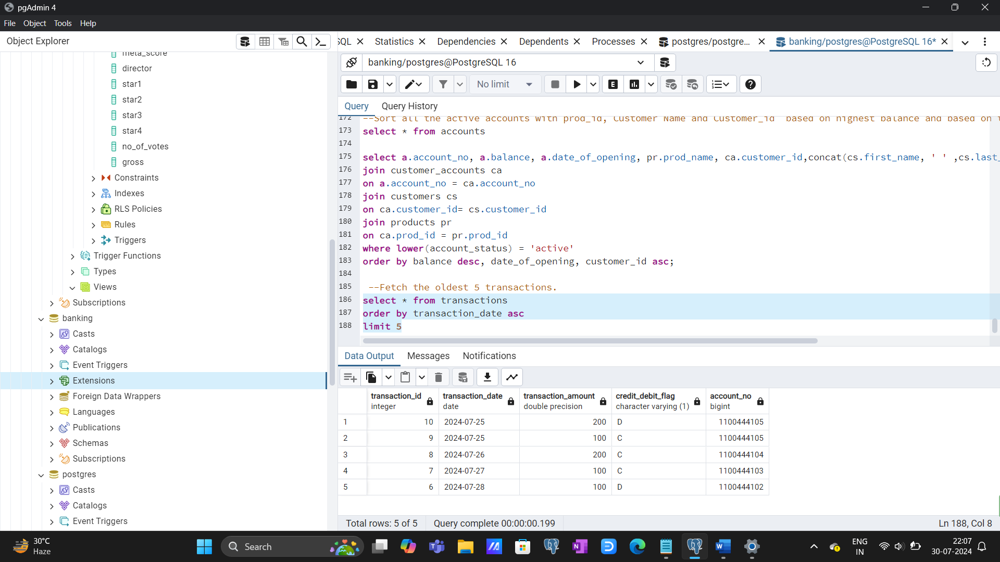 pgAdmin 4
File Object Tools Help
Object Explorer
SQL Statistics Dependencies Dependents Processes postgres/postgre... banking/postgres@PostgreSQL 16*
meta_score
director
star1
star2
star3
star4
no_of_votes
gross
Constraints
Indexes
RLS Policies
Rules
Triggers
Trigger Functions
Types
Views
Subscriptions
banking
Casts
Catalogs
Event Triggers
Extensions
Foreign Data Wrappers
Languages
Publications
Schemas
Subscriptions
postgres
Casts
Catalogs
Event Triggers
banking/postgres@PostgreSQL 16
No limit
E
Query Query History
172 --Sort all the active accounts with prod_id, Customer Name and Customer_id  based on highest balance and based on
173 select * from accounts
174
175 select a.account_no, a.balance, a.date_of_opening, pr.prod_name, ca.customer_id,concat(cs.first_name, ' ' ,cs.last_
176 join customer_accounts ca
177 on a.account_no = ca.account_no
178 join customers cs
179 on ca.customer_id= cs.customer_id
180 join products pr
181 on ca.prod_id = pr.prod_id
182 where lower(account_status) = 'active'
183 order by balance desc, date_of_opening, customer_id asc;
184
185 --Fetch the oldest 5 transactions.
186 select * from transactions
187 order by transaction_date asc
188 limit 5
Data Output Messages Notifications
transaction_id transaction_date transaction_amount credit_debit_flag account_no
integer date double precision character varying (1) bigint
1 10 2024-07-25 200 D 1100444105
2 9 2024-07-25 100 C 1100444105
3 8 2024-07-26 200 C 1100444104
4 7 2024-07-27 100 C 1100444103
5 6 2024-07-28 100 D 1100444102
Total rows: 5 of 5 Query complete 00:00:00.199 Ln 188, Col 8
30°C
Haze
Search
ENG
IN
22:07
30-07-2024